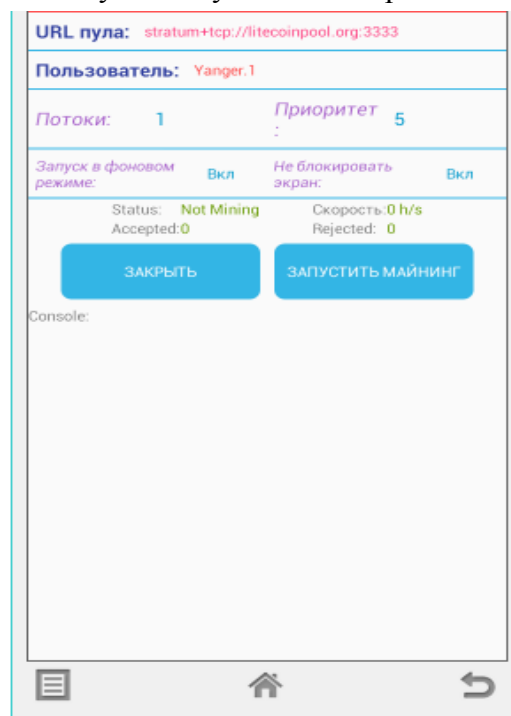 URL пула: stratum+tcp://litecoinpool.org:3333
Пользователь: Yanger.1
Потоки: 1 Приоритет : 5
Запуск в фоновом режиме: Вкл Не блокировать экран: Вкл
Status: Not Mining Скорость:0 h/s
Accepted:0 Rejected: 0
ЗАКРЫТЬ ЗАПУСТИТЬ МАЙНИНГ
Console: